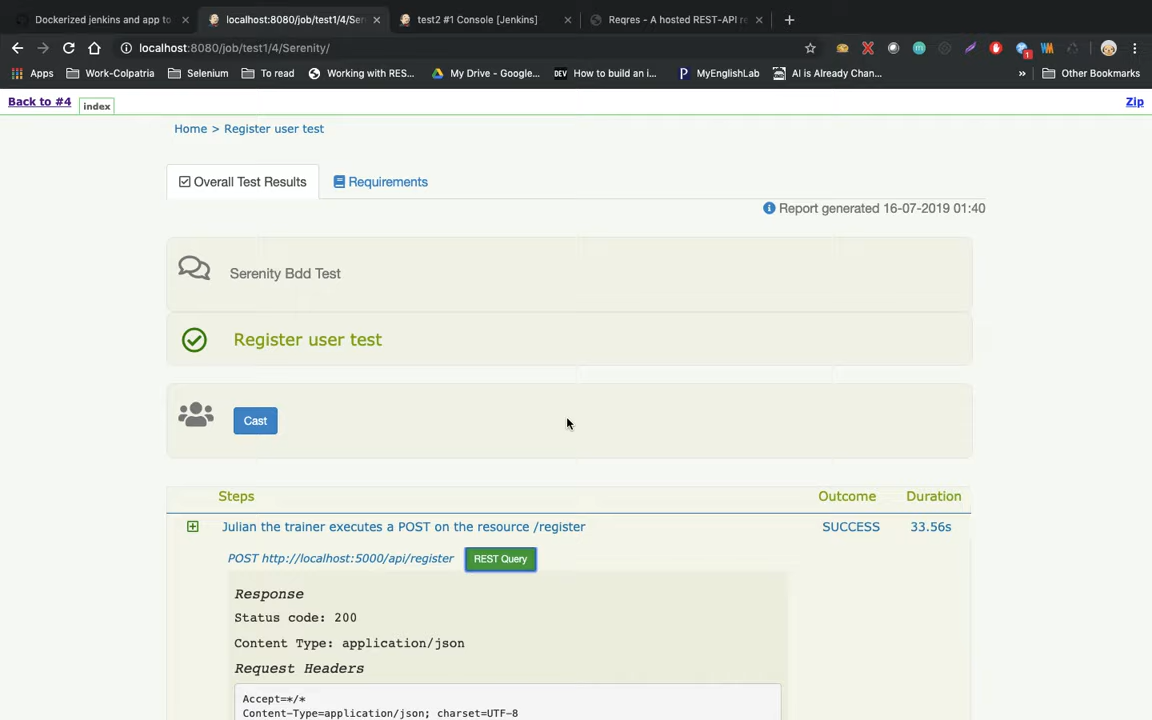 Dockerized jenkins and app to
localhost:8080/job/test1/4/Ser
test2 #1 Console [Jenkins]
Reqres - A hosted REST-API r
localhost:8080/job/test1/4/Serenity/
Apps
Work-Colpatria
Selenium
To read
Working with RES...
My Drive - Google...
DEV
How to build an i...
MyEnglishLab
AI is Already Chan...
»
Other Bookmarks
Back to #4
index
Zip
Home > Register user test
Overall Test Results
Requirements
Report generated 16-07-2019 01:40
Serenity Bdd Test
Register user test
Cast
Steps Outcome Duration
Julian the trainer executes a POST on the resource /register SUCCESS 33.56s
POST http://localhost:5000/api/register REST Query
Response
Status code: 200
Content Type: application/json
Request Headers
Accept=*/*
Content-Type=application/json; charset=UTF-8